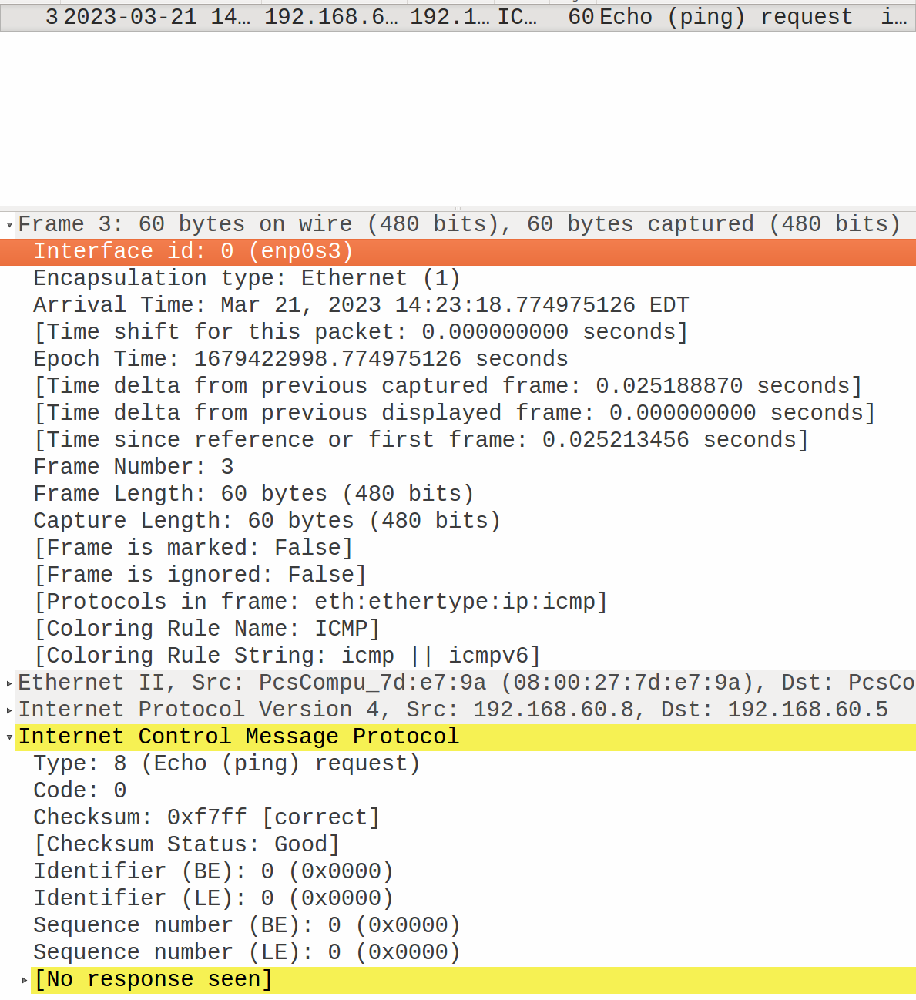 3 2023-03-21 14… 192.168.6… 192.1… IC… 60 Echo (ping) request i…
Frame 3: 60 bytes on wire (480 bits), 60 bytes captured (480 bits)
Interface id: 0 (enp0s3)
Encapsulation type: Ethernet (1)
Arrival Time: Mar 21, 2023 14:23:18.774975126 EDT
[Time shift for this packet: 0.000000000 seconds]
Epoch Time: 1679422998.774975126 seconds
[Time delta from previous captured frame: 0.025188870 seconds]
[Time delta from previous displayed frame: 0.000000000 seconds]
[Time since reference or first frame: 0.025213456 seconds]
Frame Number: 3
Frame Length: 60 bytes (480 bits)
Capture Length: 60 bytes (480 bits)
[Frame is marked: False]
[Frame is ignored: False]
[Protocols in frame: eth:ethertype:ip:icmp]
[Coloring Rule Name: ICMP]
[Coloring Rule String: icmp || icmpv6]
Ethernet II, Src: PcsCompu_7d:e7:9a (08:00:27:7d:e7:9a), Dst: PcsCo
Internet Protocol Version 4, Src: 192.168.60.8, Dst: 192.168.60.5
Internet Control Message Protocol
Type: 8 (Echo (ping) request)
Code: 0
Checksum: 0xf7ff [correct]
[Checksum Status: Good]
Identifier (BE): 0 (0x0000)
Identifier (LE): 0 (0x0000)
Sequence number (BE): 0 (0x0000)
Sequence number (LE): 0 (0x0000)
[No response seen]